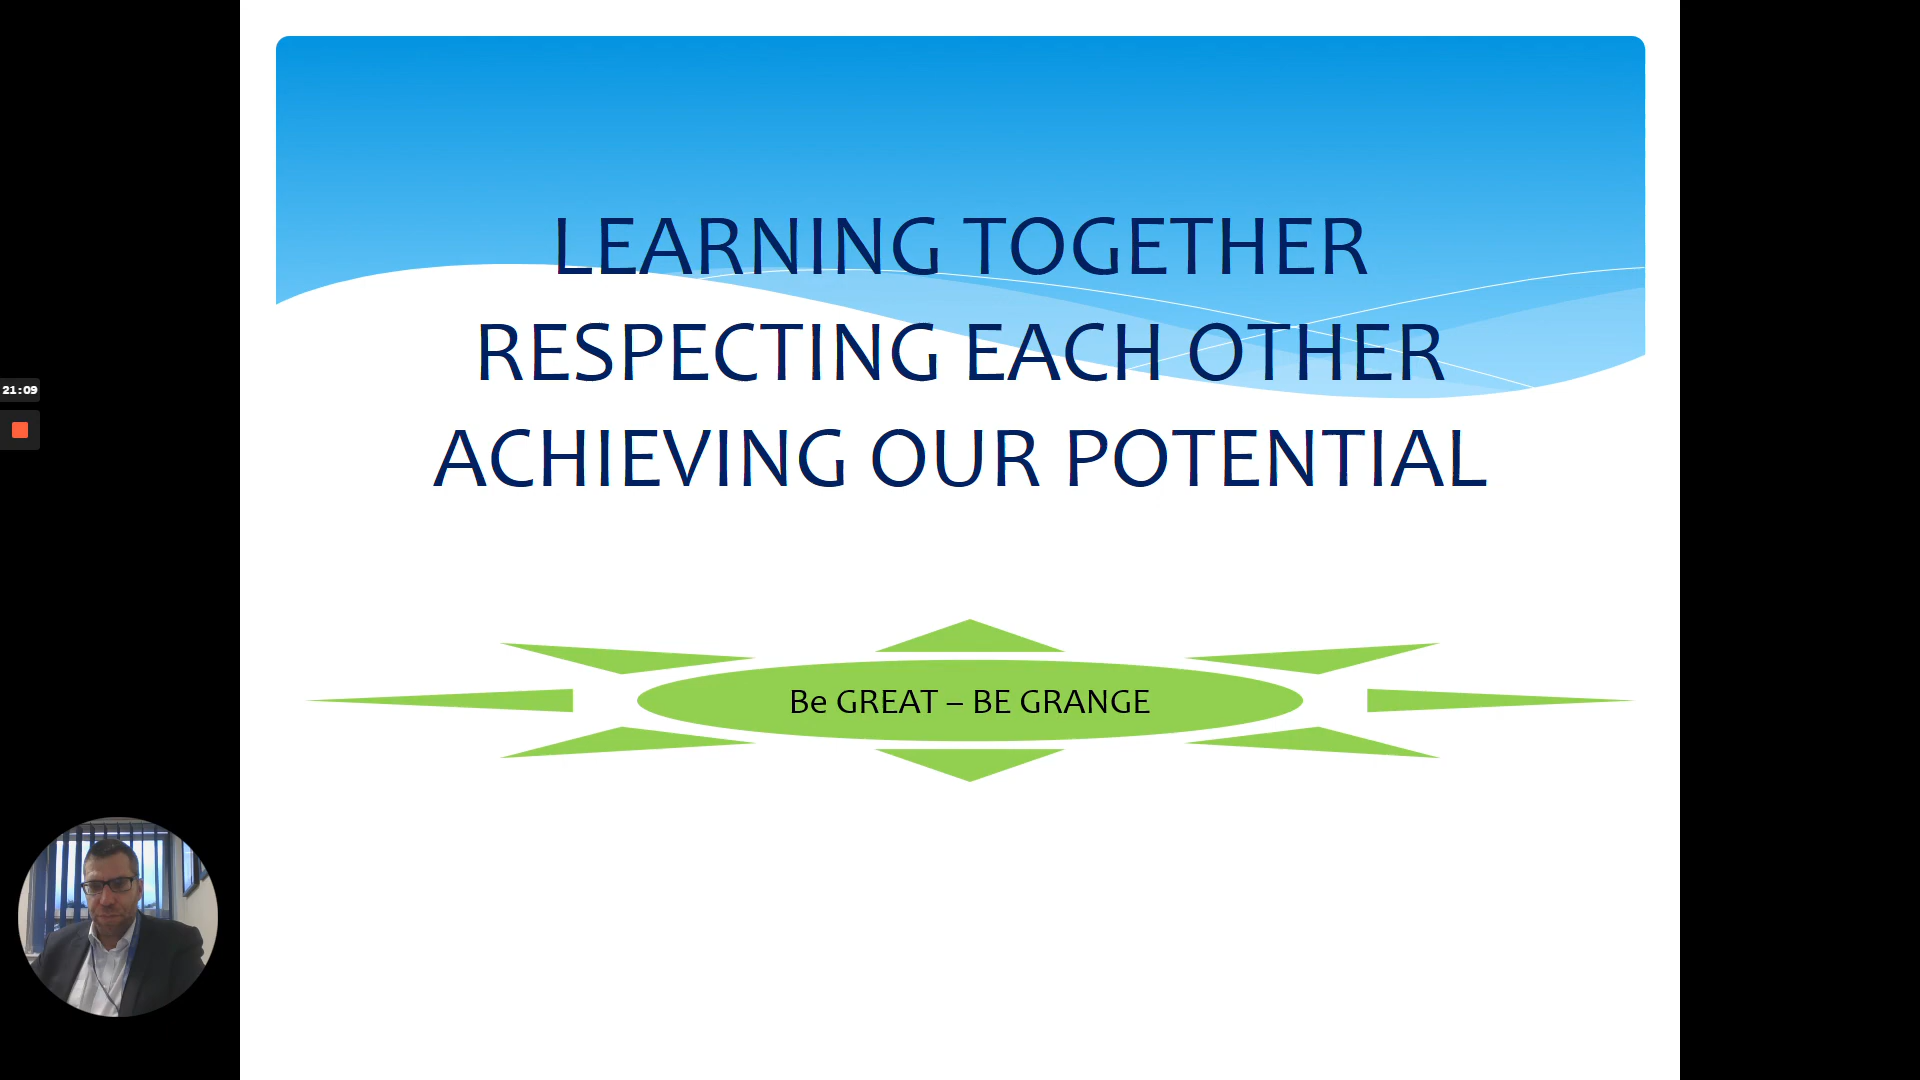 LEARNING TOGETHER
RESPECTING EACH OTHER
ACHIEVING OUR POTENTIAL
21:09
Be GREAT – BE GRANGE